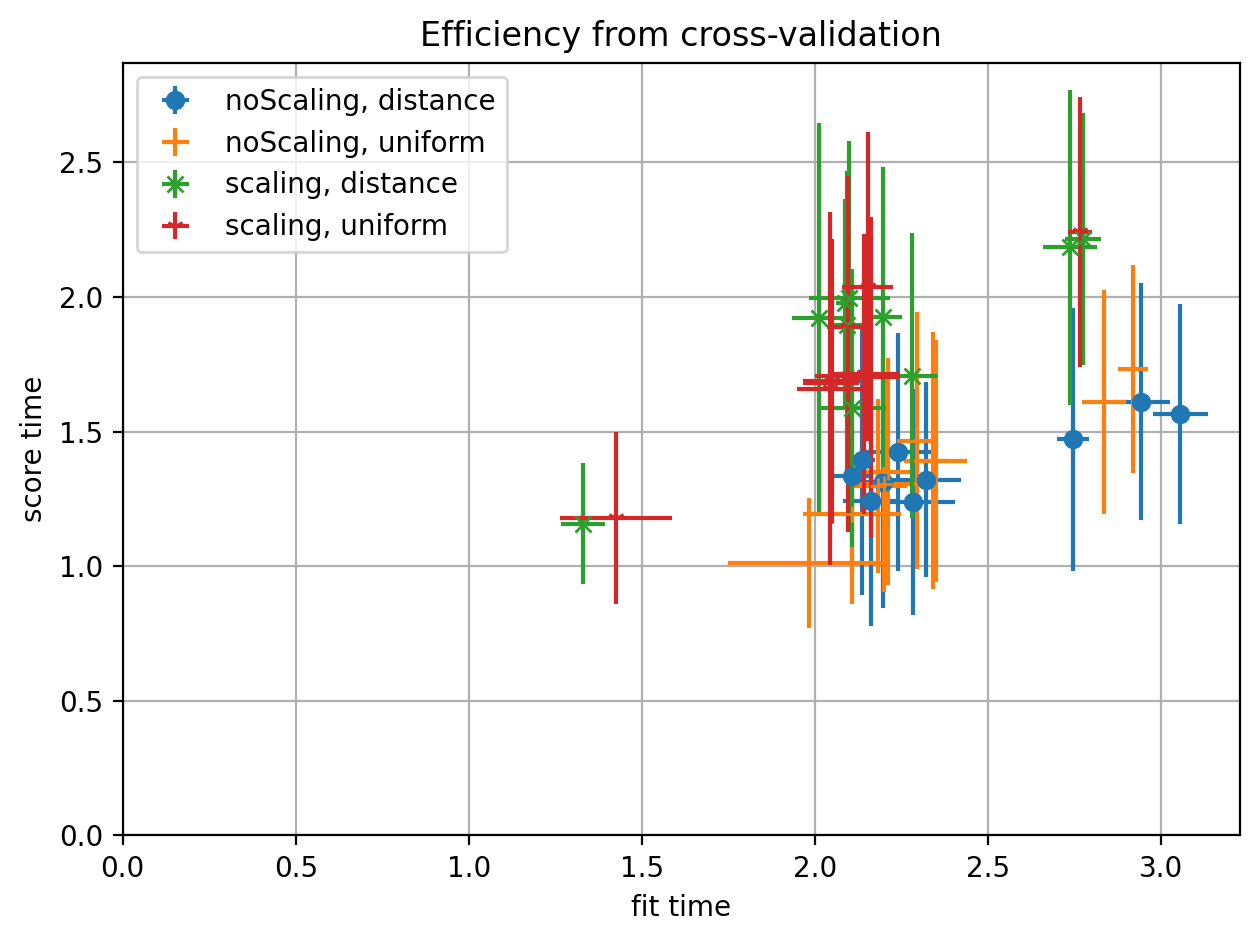 Efficiency from cross-validation
noScaling, distance
noScaling, uniform
scaling, distance
scaling, uniform
2.5
2.0
1.5
1.0
0.5
0.0
score time
0.0 0.5 1.0 1.5 2.0 2.5 3.0
fit time